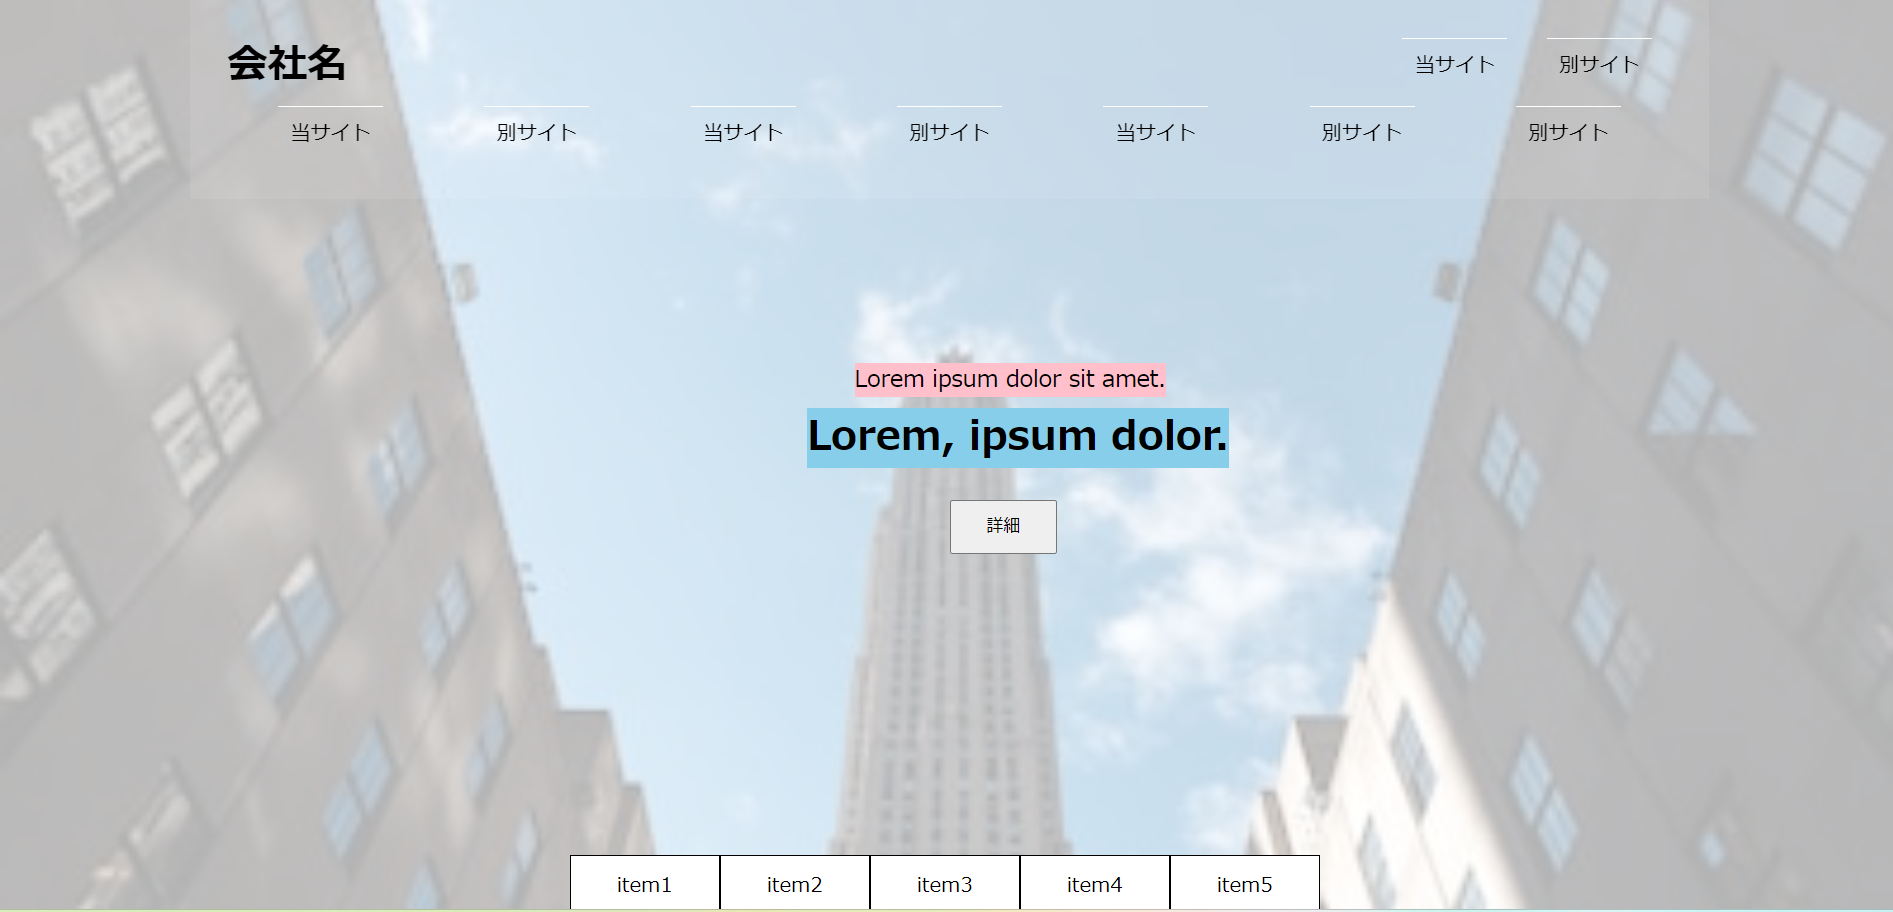 会社名
当サイト 別サイト
当サイト 別サイト 当サイト 別サイト 当サイト 別サイト 別サイト
Lorem ipsum dolor sit amet.
Lorem, ipsum dolor.
詳細
item1 item2 item3 item4 item5